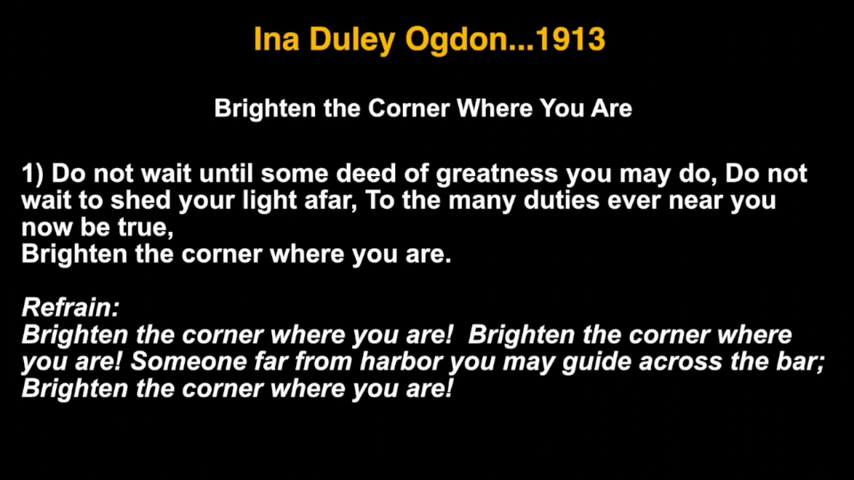 Ina Duley Ogdon...1913
Brighten the Corner Where You Are
1) Do not wait until some deed of greatness you may do, Do not
wait to shed your light afar, To the many duties ever near you
now be true,
Brighten the corner where you are.
Refrain:
Brighten the corner where you are!  Brighten the corner where
you are! Someone far from harbor you may guide across the bar;
Brighten the corner where you are!